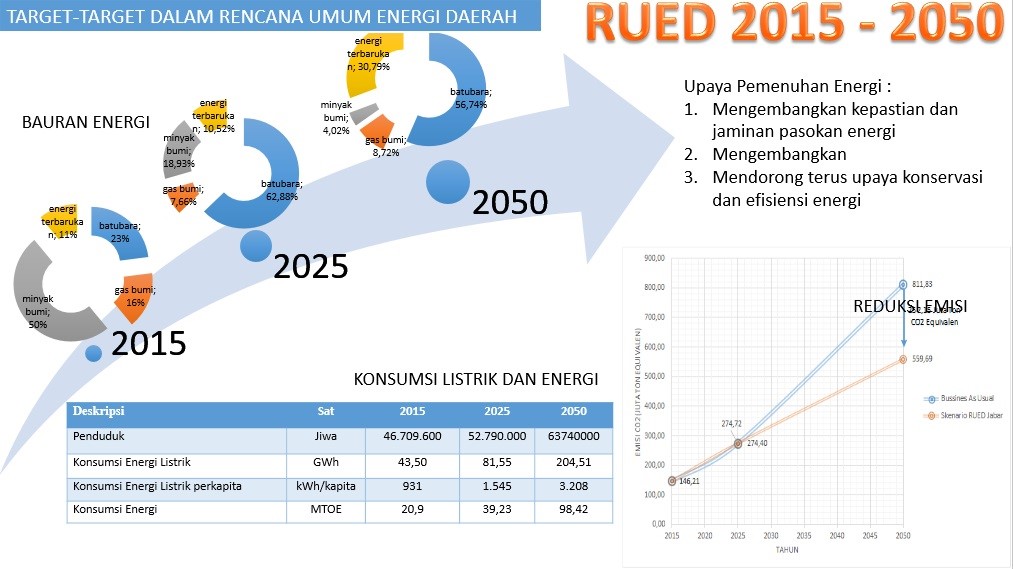 TARGET-TARGET DALAM RENCANA UMUM ENERGI DAERAH
RUED 2015 - 2050
BAURAN ENERGI
energi
terbaruka
n; 11%
batubara;
23%
gas bumi;
16%
minyak
bumi;
50%
2015
energi
terbaruka
n; 10,52%
minyak
bumi;
18,93%
gas bumi;
7,66%
batubara;
62,88%
2025
energi
terbaruka
n; 30,79%
minyak
bumi;
4,02%
gas bumi;
8,72%
batubara;
56,74%
2050
Upaya Pemenuhan Energi :
1. Mengembangkan kepastian dan
jaminan pasokan energi
2. Mengembangkan
3. Mendorong terus upaya konservasi
dan efisiensi energi
KONSUMSI LISTRIK DAN ENERGI
Deskripsi Sat 2015 2025 2050
Penduduk Jiwa 46.709.600 52.790.000 63740000
Konsumsi Energi Listrik GWh 43,50 81,55 204,51
Konsumsi Energi Listrik perkapita kWh/kapita 931 1.545 3.208
Konsumsi Energi MTOE 20,9 39,23 98,42
EMISI CO2 (JUTA TON EQUIVALEN)
900,00
800,00
700,00
600,00
500,00
400,00
300,00
200,00
100,00
0,00
2015 2020 2025 2030 2035 2040 2045 2050
TAHUN
146,21
274,72
274,40
811,83
REDUKSI EMISI
CO2 Equivalen
559,69
Bussines As Usual
Skenario RUED Jabar